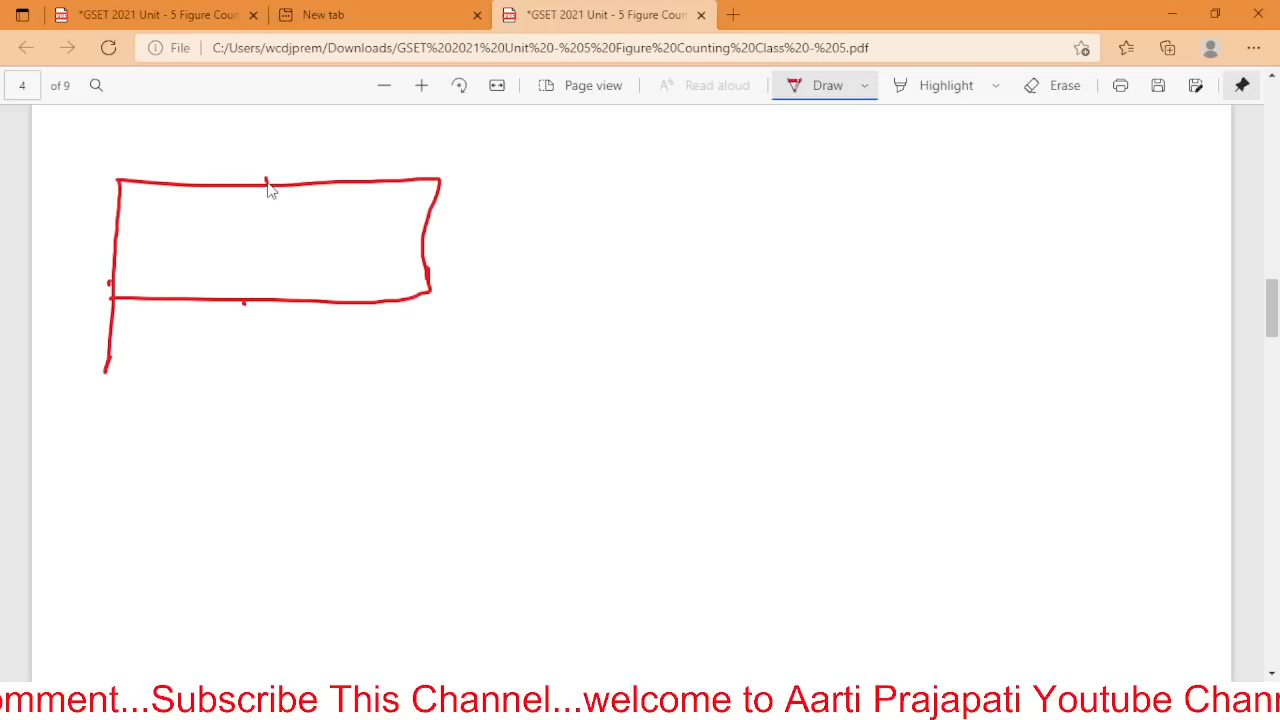 *GSET 2021 Unit - 5 Figure Coun
New tab
*GSET 2021 Unit - 5 Figure Coun
File
C:/Users/wcdjprem/Downloads/GSET%202021%20Unit%20-%205%20Figure%20Counting%20Class%20-%205.pdf
4 of 9
Page view
Read aloud
Draw
Highlight
Erase
omment...Subscribe This Channel...welcome to Aarti Prajapati Youtube Chann